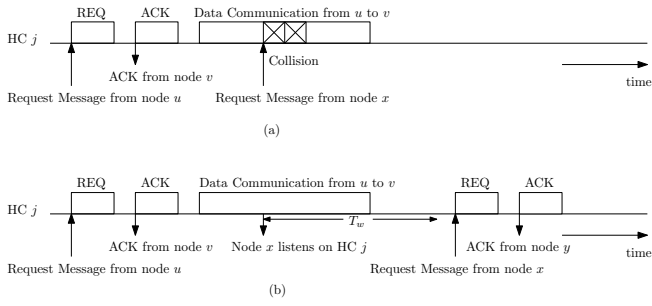 REQ ACK Data Communication from u to v
HC j
Collision
ACK from node v
time
Request Message from node u Request Message from node x
(a)
REQ ACK Data Communication from u to v REQ ACK
HC j
T_w
ACK from node v Node x listens on HC j ACK from node y
time
Request Message from node u Request Message from node x
(b)